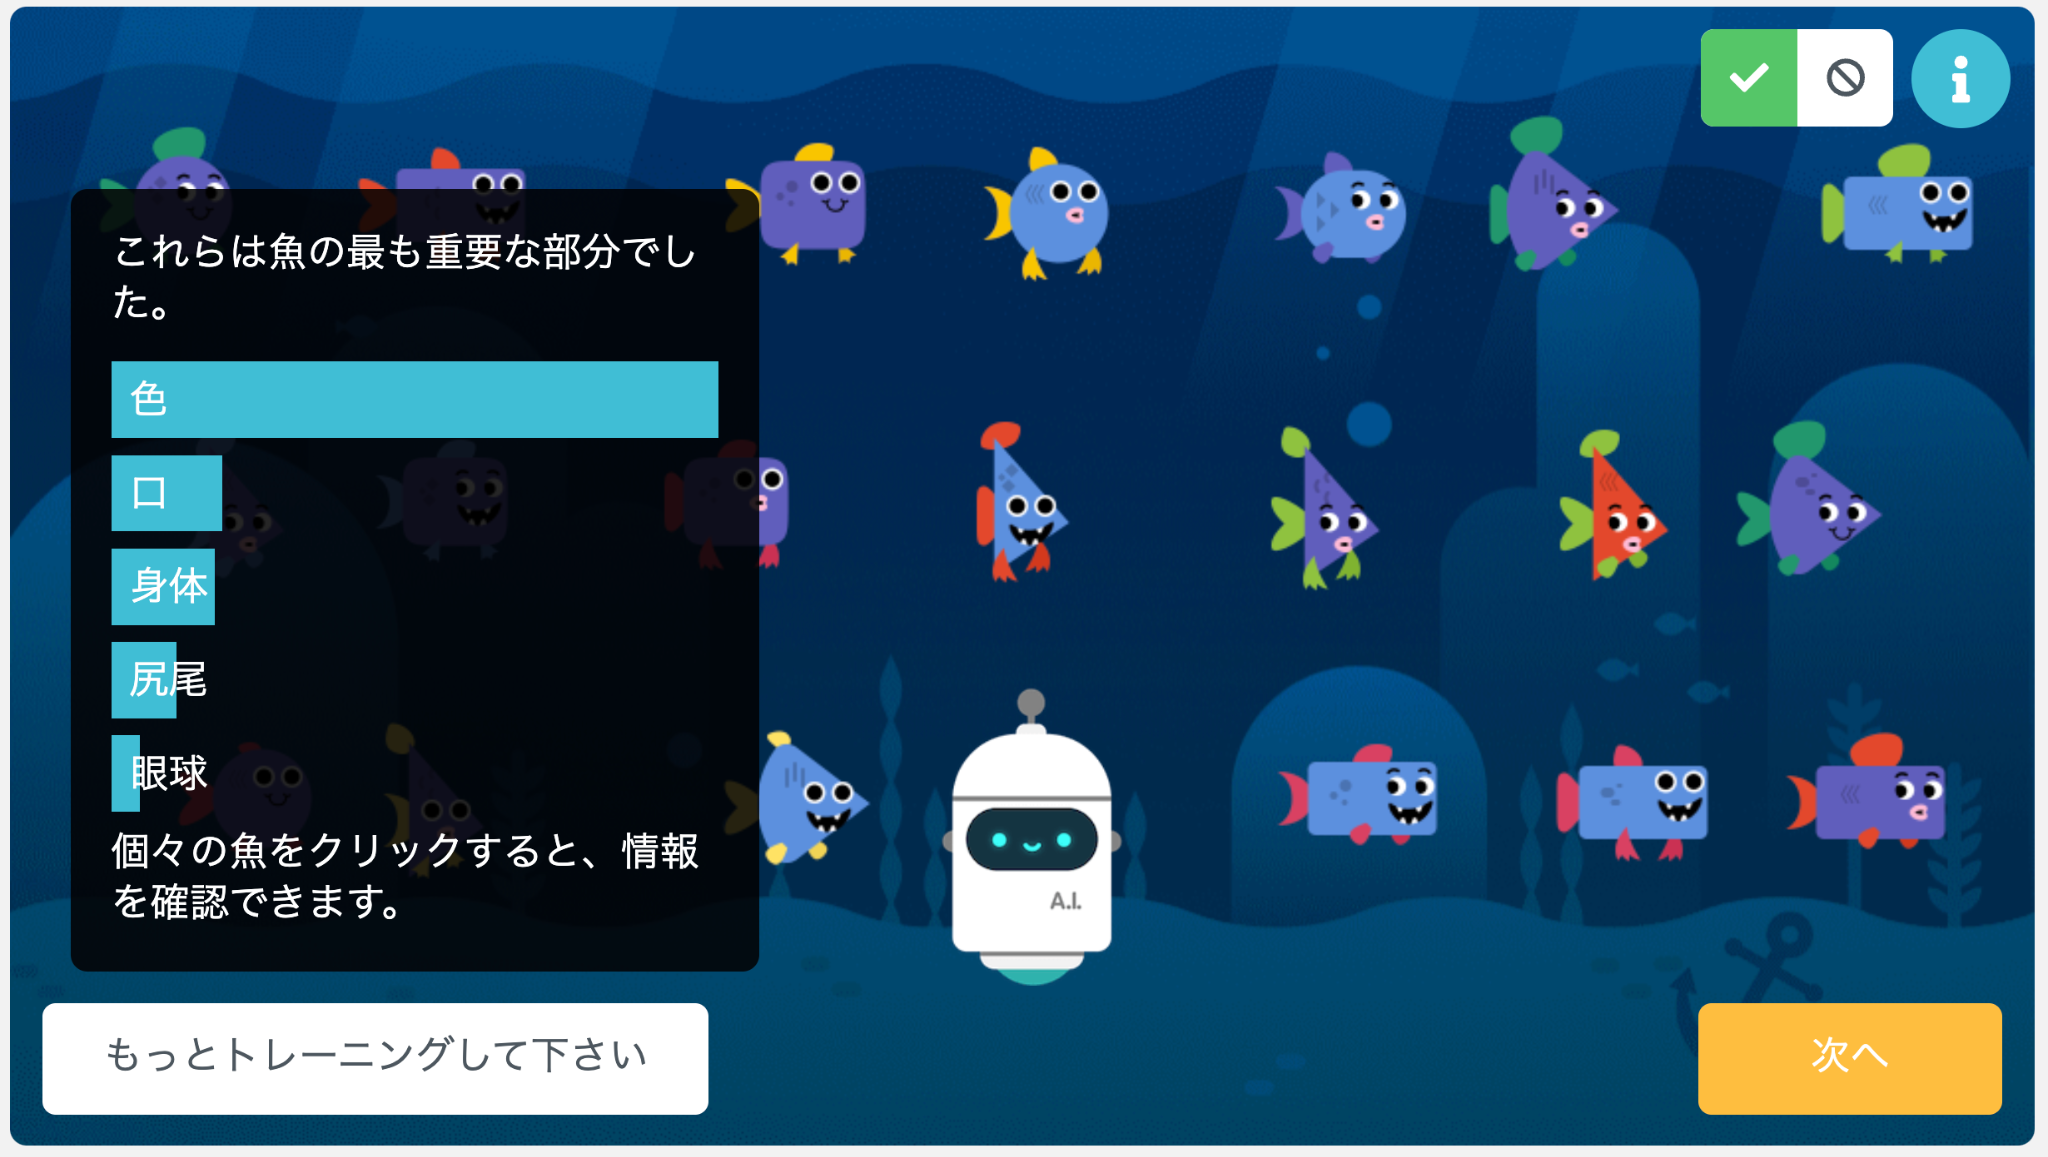 これらは魚の最も重要な部分でし
た。
色
口
身体
尻尾
眼球
個々の魚をクリックすると、情報
を確認できます。
A.I.
もっとトレーニングして下さい
次へ